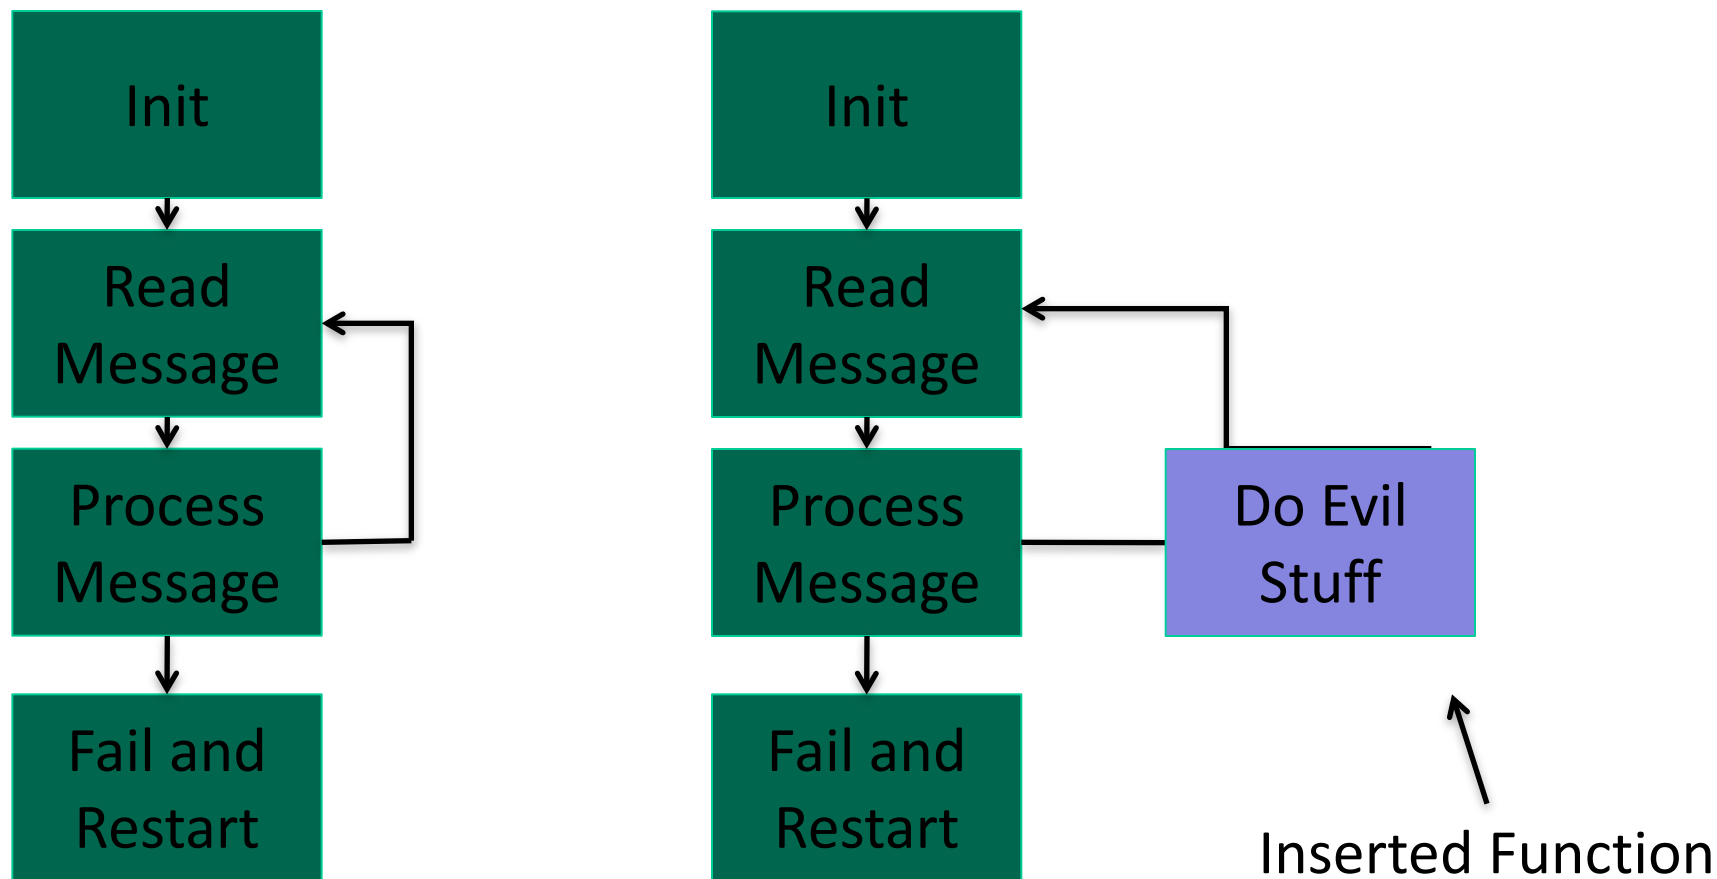 Init
Read
Message
Process
Message
Fail and
Restart
Init
Read
Message
Process
Message
Do Evil
Stuff
Fail and
Restart
Inserted Function